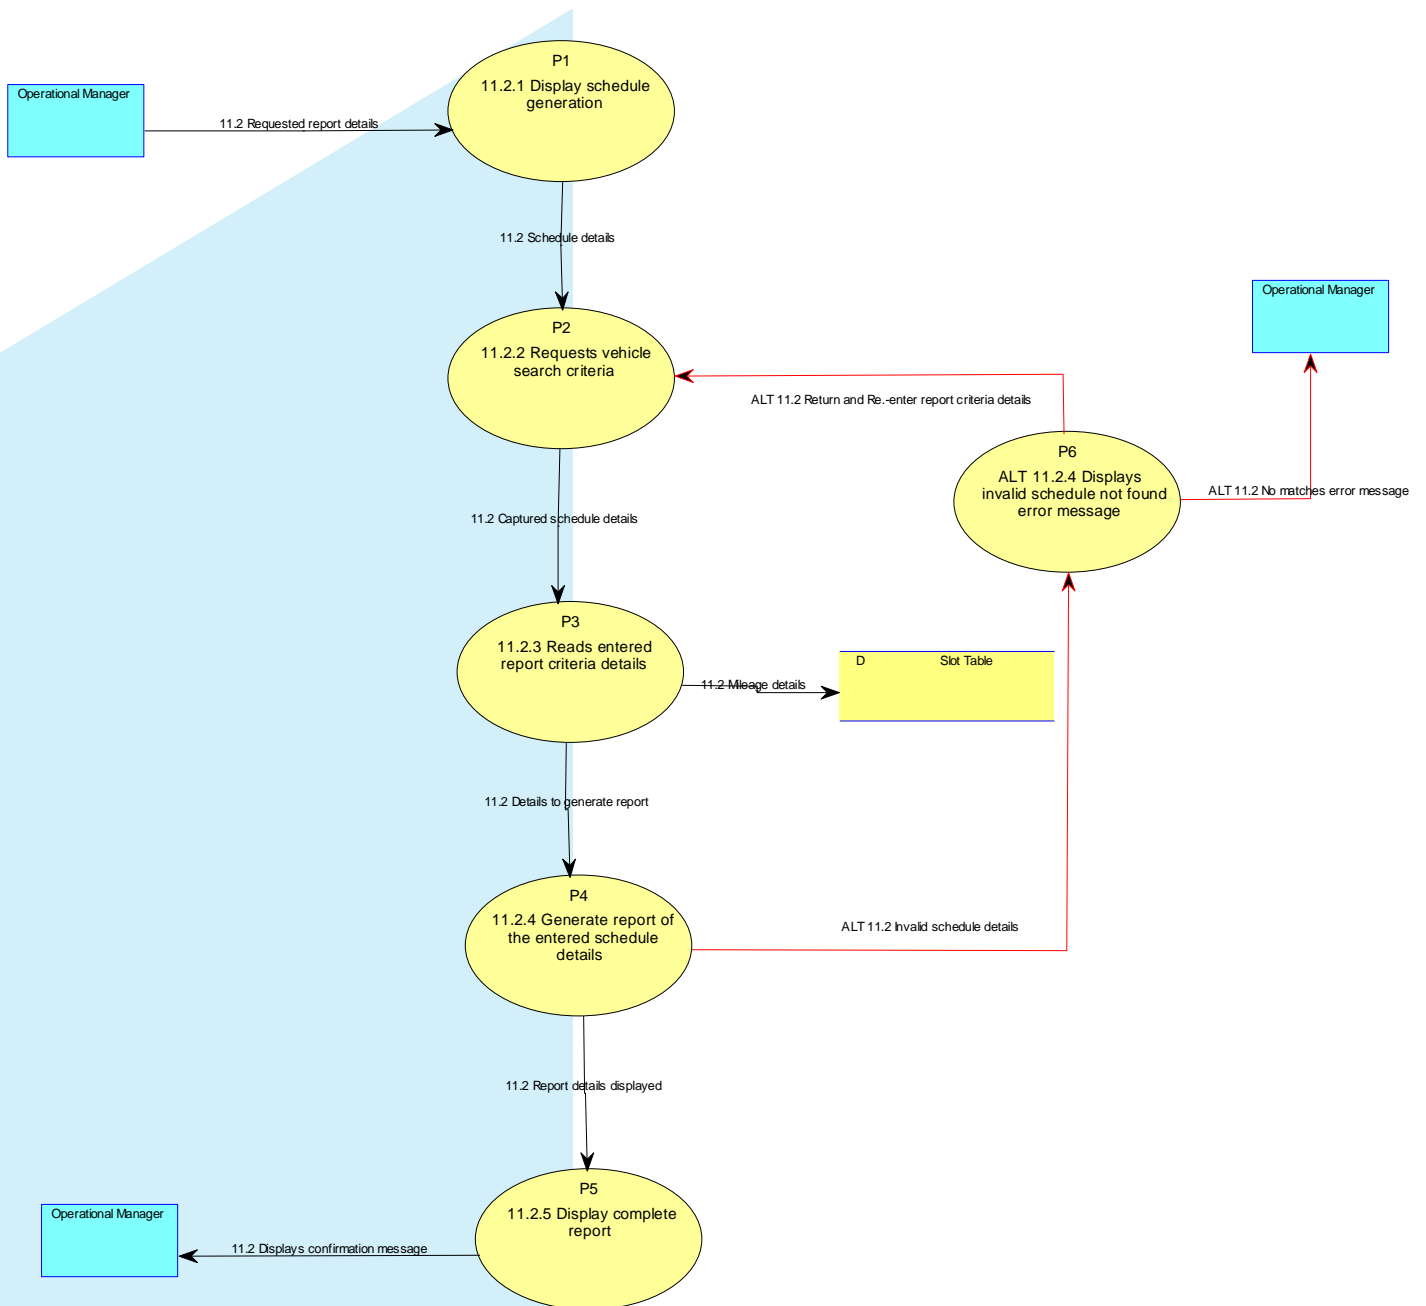 P1
11.2.1 Display schedule
generation
Operational Manager
11.2 Requested report details
11.2 Schedule details
Operational Manager
P2
11.2.2 Requests vehicle
search criteria
ALT 11.2 Return and Re.-enter report criteria details
P6
ALT 11.2.4 Displays
invalid schedule not found
error message
ALT 11.2 No matches error message
11.2 Captured schedule details
P3
11.2.3 Reads entered
report criteria details
D Slot Table
11.2 Mileage details
11.2 Details to generate report
P4
11.2.4 Generate report of
the entered schedule
details
ALT 11.2 Invalid schedule details
11.2 Report details displayed
P5
11.2.5 Display complete
report
Operational Manager
11.2 Displays confirmation message